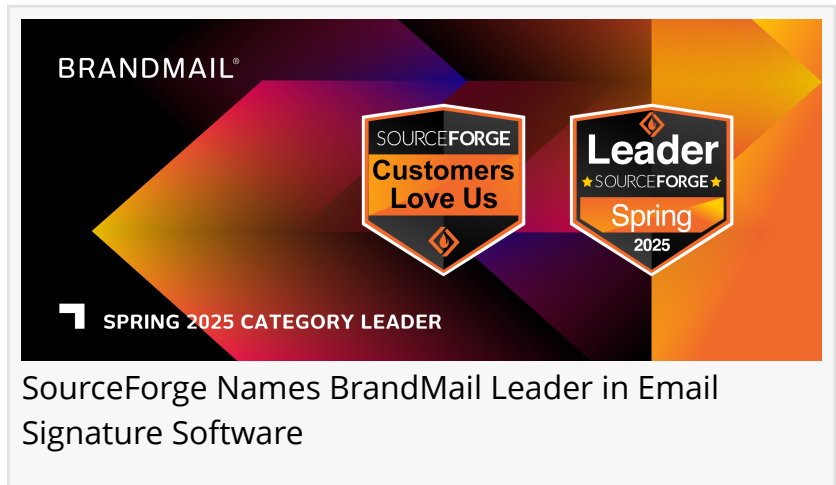 BRANDMAIL®
SOURCEFORGE
Customers
Love Us
Leader
SOURCEFORGE
Spring
2025
SPRING 2025 CATEGORY LEADER
SourceForge Names BrandMail Leader in Email
Signature Software